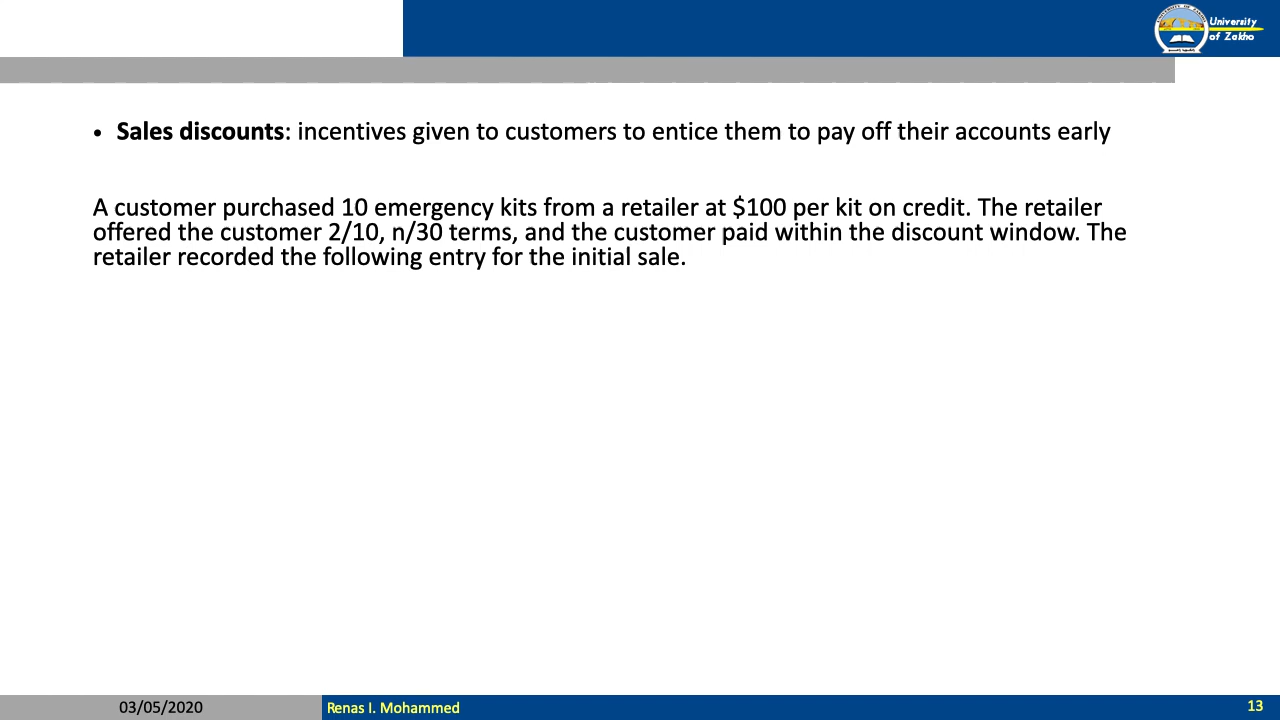 University
of Zakho
• Sales discounts: incentives given to customers to entice them to pay off their accounts early
A customer purchased 10 emergency kits from a retailer at $100 per kit on credit. The retailer
offered the customer 2/10, n/30 terms, and the customer paid within the discount window. The
retailer recorded the following entry for the initial sale.
03/05/2020
Renas I. Mohammed
13